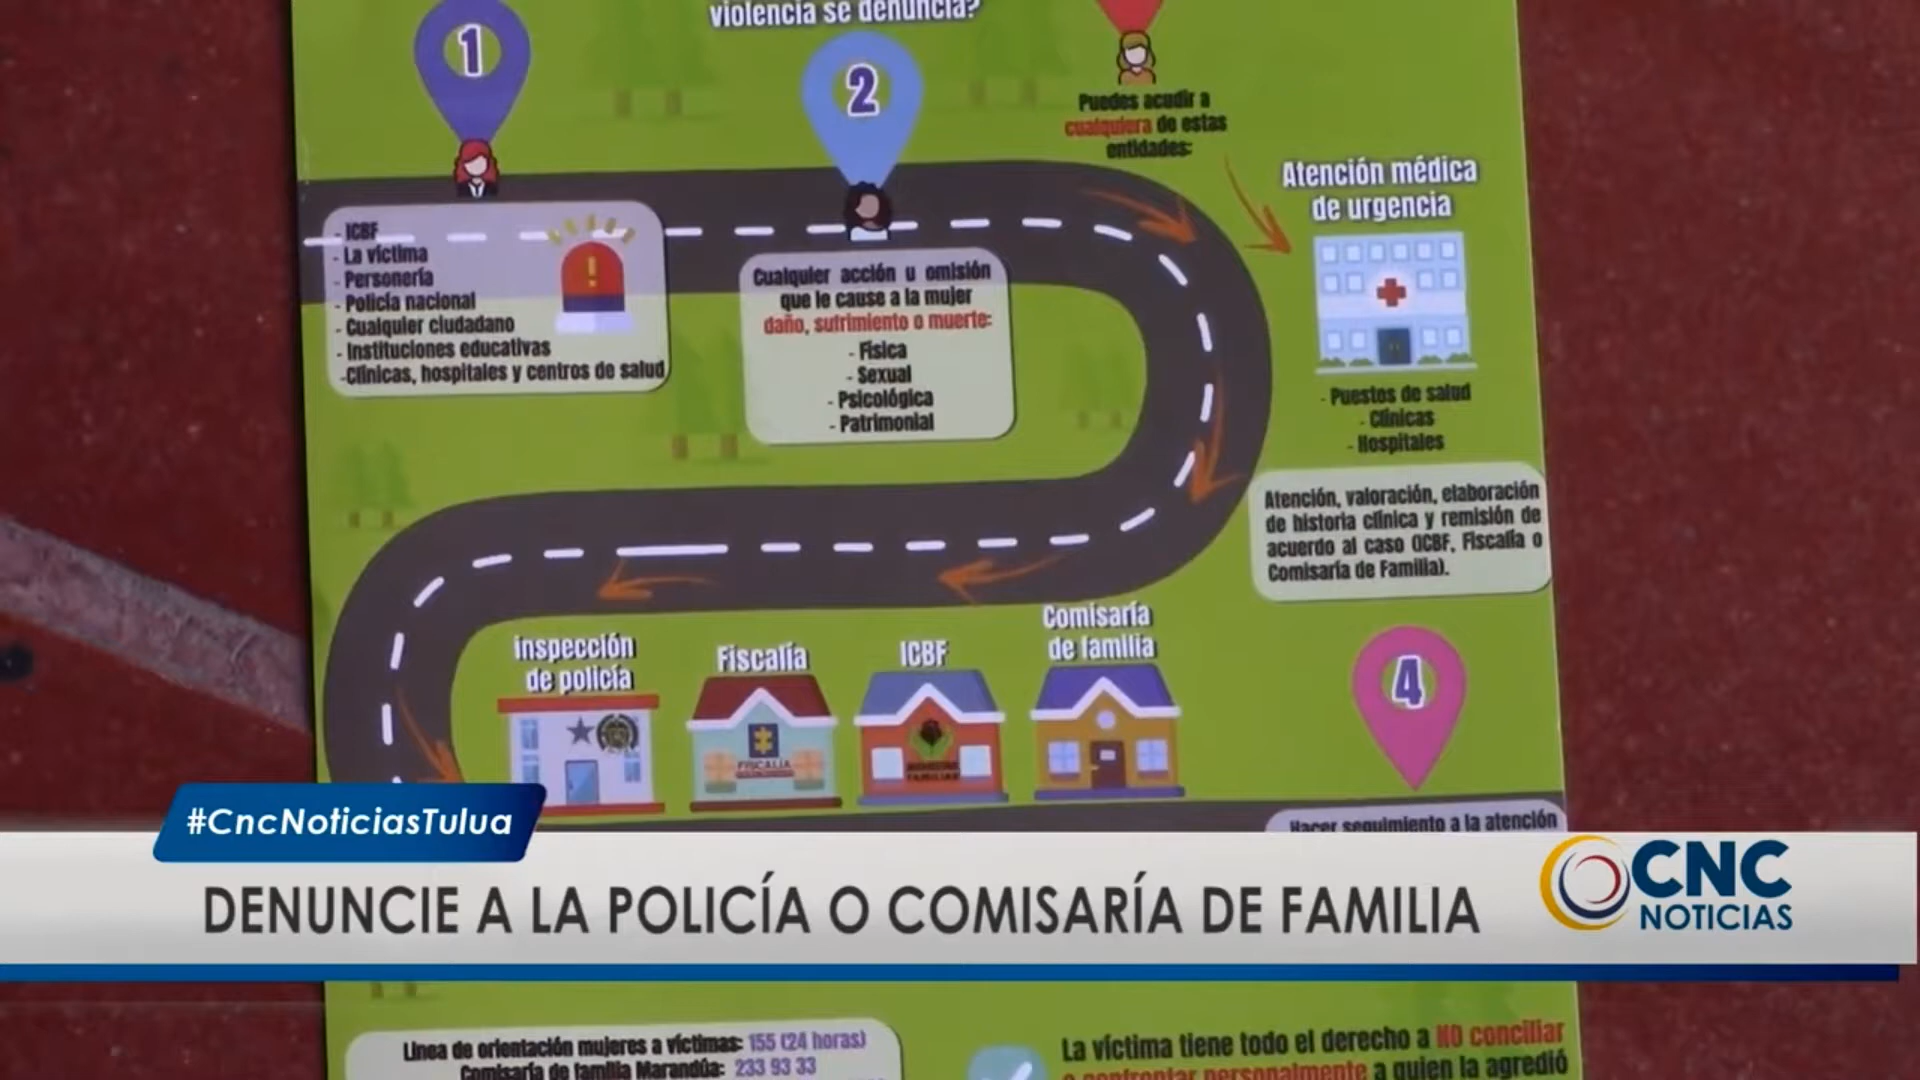 violencia se denuncia?
1
2
Puedes acudir a
cualquiera de estas
entidades:
Atención médica
de urgencia
- ICBF
- La víctima
- Personería
- Policía nacional
- Cualquier ciudadano
- Instituciones educativas
-Clínicas, hospitales y centros de salud
Cualquier acción u omisión
que le cause a la mujer
daño, sufrimiento o muerte:
- Física
- Sexual
- Psicológica
- Patrimonial
- Puestos de salud
- Clínicas
- Hospitales
Atención, valoración, elaboración
de historia clínica y remisión de
acuerdo al caso (ICBF, Fiscalía o
Comisaría de Familia).
inspección
de policía
Fiscalía
ICBF
Comisaría
de familia
4
FISCALÍA
Hacer seguimiento a la atención
#CncNoticiasTulua
DENUNCIE A LA POLICÍA O COMISARÍA DE FAMILIA
CNC
NOTICIAS
Línea de orientación mujeres a víctimas: 155 (24 horas)
Comisaría de familia Marandúa: 233 93 33
La víctima tiene todo el derecho a NO conciliar
o confrontar personalmente a quien la agredió